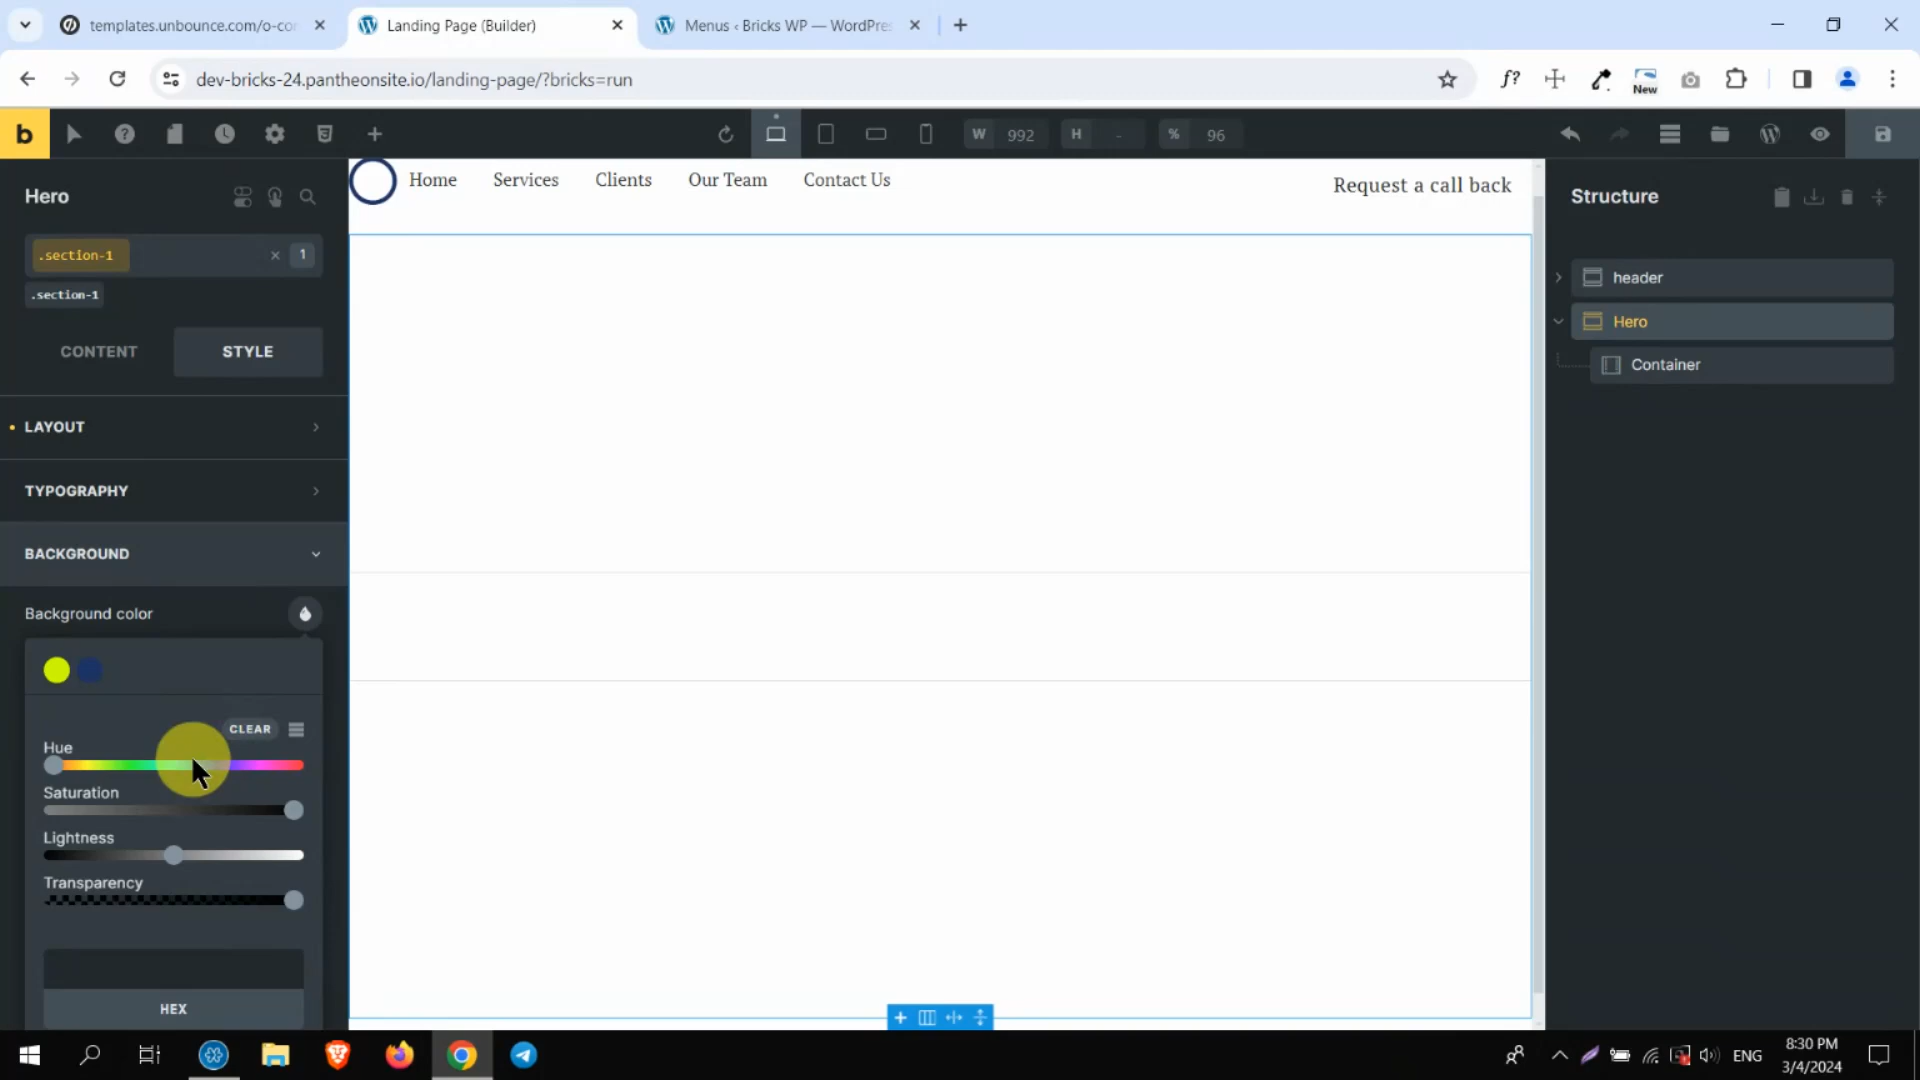 templates.unbounce.com/o-co
Landing Page (Builder)
Menus ‹ Bricks WP — WordPre
dev-bricks-24.pantheonsite.io/landing-page/?bricks=run
f?
New
b
W 992 H - % 96
Hero
.section-1
1
.section-1
CONTENT
STYLE
LAYOUT
TYPOGRAPHY
BACKGROUND
Background color
CLEAR
Hue
Saturation
Lightness
Transparency
HEX
Home Services Clients Our Team Contact Us
Request a call back
Structure
header
Hero
Container
ENG
8:30 PM
3/4/2024